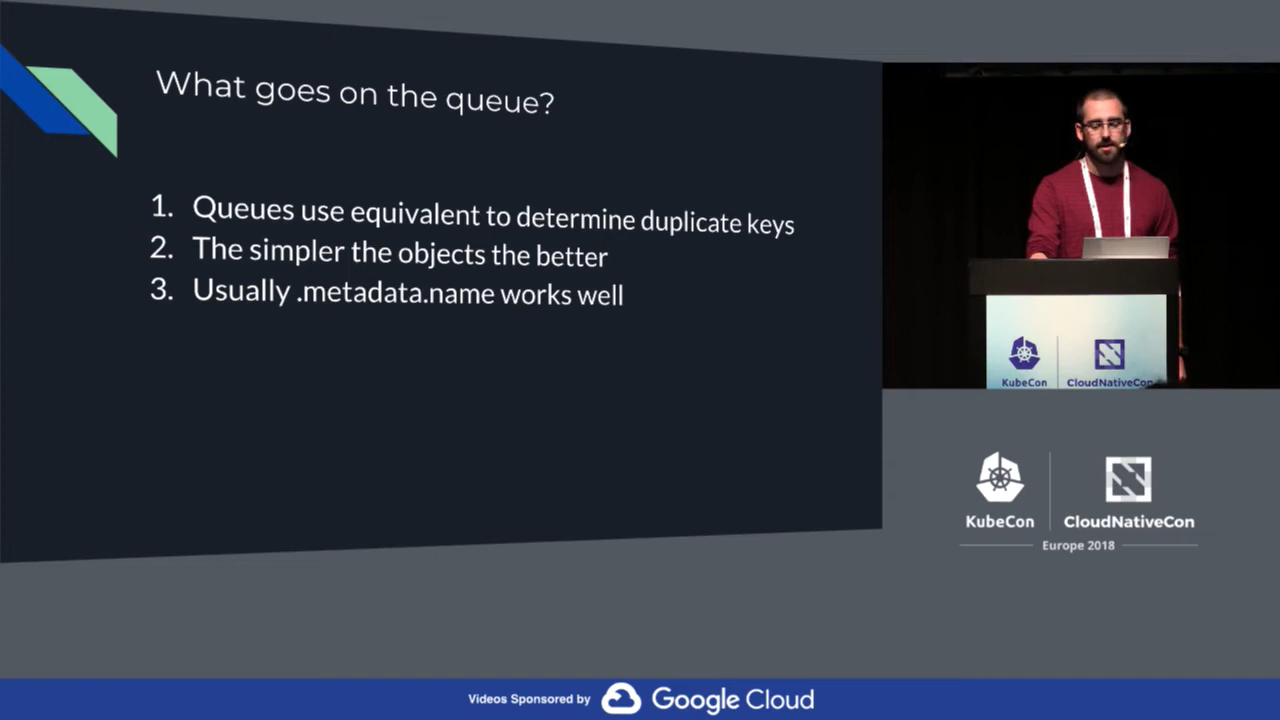 What goes on the queue?
1. Queues use equivalent to determine duplicate keys
2. The simpler the objects the better
3. Usually .metadata.name works well
KubeCon
CloudNativeCon
KubeCon
CloudNativeCon
Europe 2018
Videos Sponsored by Google Cloud